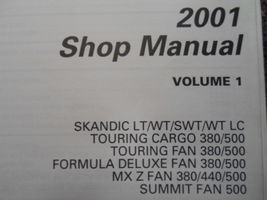 2001
Shop Manual
VOLUME 1
SKANDIC LT/WT/SWT/WT LC
TOURING CARGO 380/500
TOURING FAN 380/500
FORMULA DELUXE FAN 380/500
MX Z FAN 380/440/500
SUMMIT FAN 500